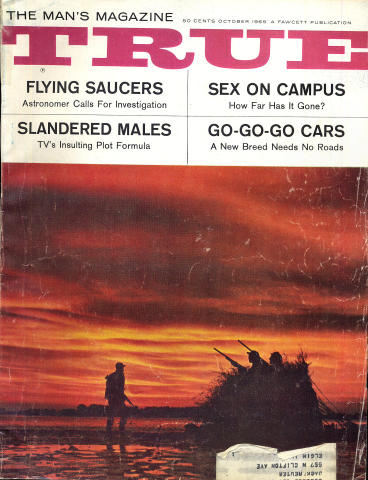 THE MAN'S MAGAZINE
50 CENTS OCTOBER 1965 A FAWCETT PUBLICATION
TRUE
®
FLYING SAUCERS
Astronomer Calls For Investigation
SEX ON CAMPUS
How Far Has It Gone?
SLANDERED MALES
TV's Insulting Plot Formula
GO-GO-GO CARS
A New Breed Needs No Roads
JACK REUTER
557 N CLIFTON AVE
ELGIN